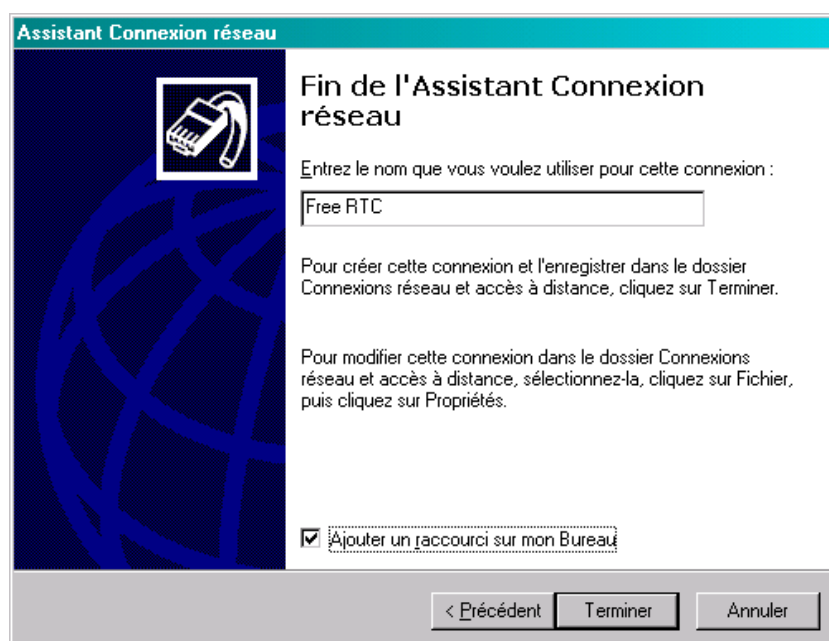 Assistant Connexion réseau
Fin de l'Assistant Connexion
réseau
Entrez le nom que vous voulez utiliser pour cette connexion :
Free RTC
Pour créer cette connexion et l'enregistrer dans le dossier
Connexions réseau et accès à distance, cliquez sur Terminer.
Pour modifier cette connexion dans le dossier Connexions
réseau et accès à distance, sélectionnez-la, cliquez sur Fichier,
puis cliquez sur Propriétés.
Ajouter un raccourci sur mon Bureau
< Précédent Terminer Annuler